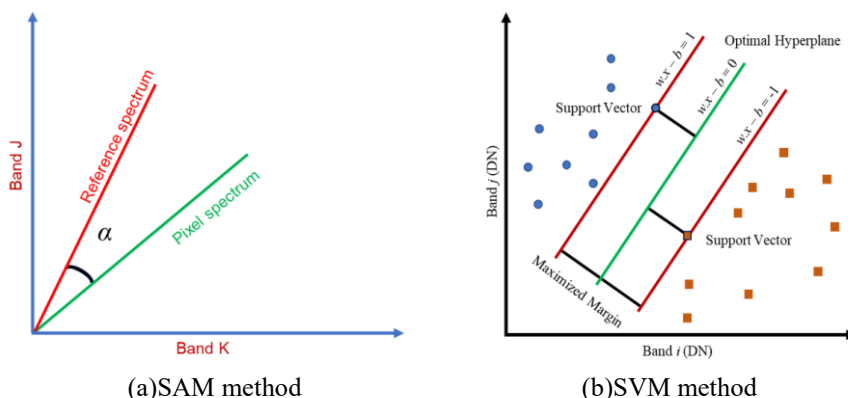 Band J
Reference spectrum
α
Pixel spectrum
Band K
(a)SAM method
Band j (DN)
w.x − b = 1
Optimal Hyperplane
w.x − b = 0
w.x − b = -1
Support Vector
Support Vector
Maximized Margin
Band i (DN)
(b)SVM method